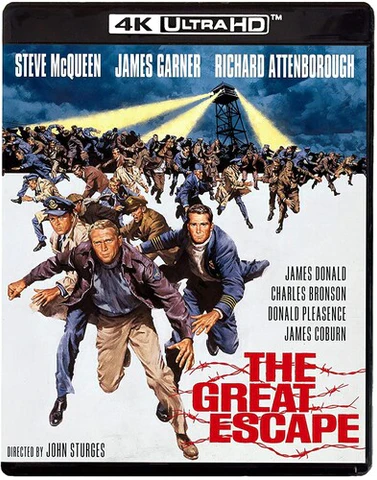 4K ULTRA HD™
STEVE McQUEEN JAMES GARNER RICHARD ATTENBOROUGH
JAMES DONALD
CHARLES BRONSON
DONALD PLEASENCE
JAMES COBURN
THE
GREAT
ESCAPE
DIRECTED BY JOHN STURGES